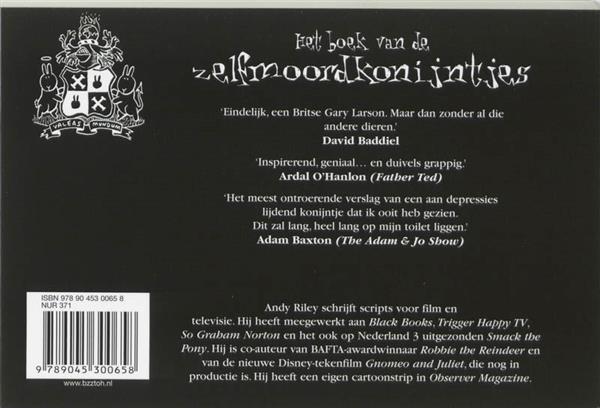 Het boek van de
zelfmoordkonijntjes
VALEAS MUNDUM
'Eindelijk, een Britse Gary Larson. Maar dan zonder al die
andere dieren.'
David Baddiel
'Inspirerend, geniaal… en duivels grappig.'
Ardal O'Hanlon (Father Ted)
'Het meest ontroerende verslag van een aan depressies
lijdend konijntje dat ik ooit heb gezien.
Dit zal lang, heel lang op mijn toilet liggen.'
Adam Baxton (The Adam & Jo Show)
ISBN 978 90 453 0065 8
NUR 371
9 789045 300658
www.bzztoh.nl
Andy Riley schrijft scripts voor film en
televisie. Hij heeft meegewerkt aan Black Books, Trigger Happy TV,
So Graham Norton en het ook op Nederland 3 uitgezonden Smack the
Pony. Hij is co-auteur van BAFTA-awardwinnaar Robbie the Reindeer en
van de nieuwe Disney-tekenfilm Gnomeo and Juliet, die nog in
productie is. Hij heeft een eigen cartoonstrip in Observer Magazine.